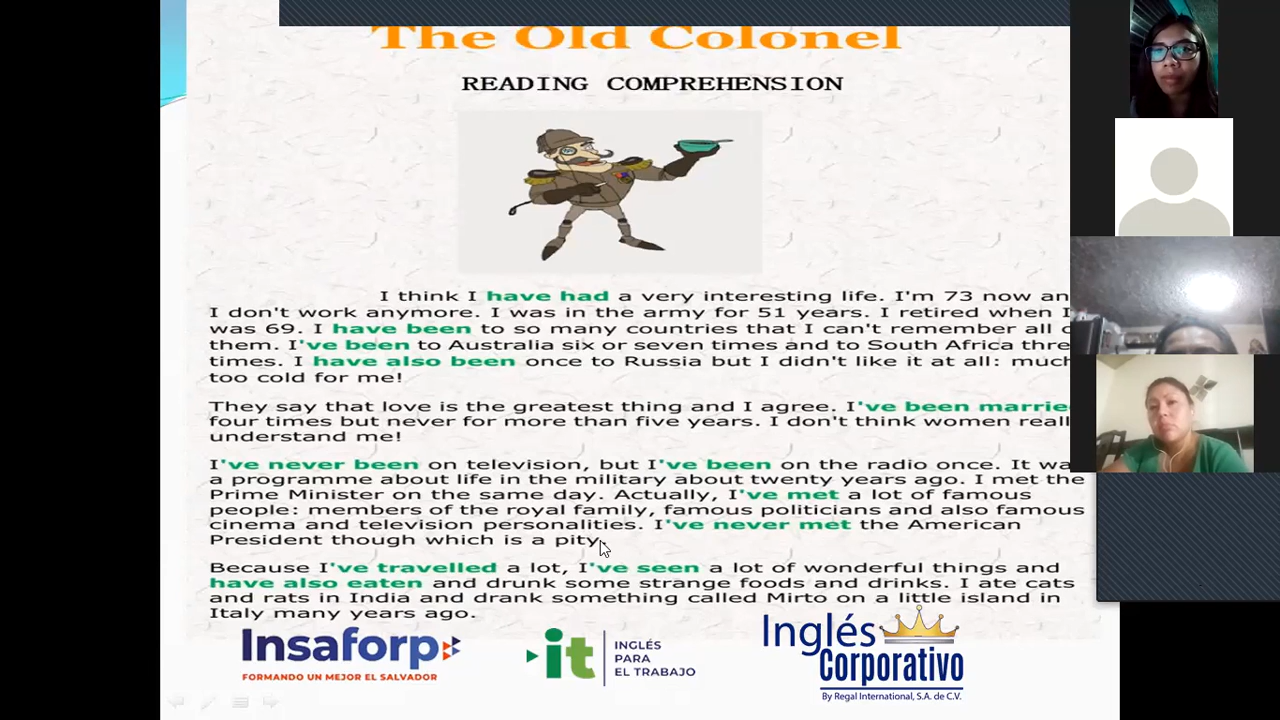 The Old Colonel
READING COMPREHENSION
I think I have had a very interesting life. I'm 73 now an
I don't work anymore. I was in the army for 51 years. I retired when I
was 69. I have been to so many countries that I can't remember all o
them. I've been to Australia six or seven times and to South Africa thre
times. I have also been once to Russia but I didn't like it at all: much
too cold for me!
They say that love is the greatest thing and I agree. I've been marrie
four times but never for more than five years. I don't think women reall
understand me!
I've never been on television, but I've been on the radio once. It wa
a programme about life in the military about twenty years ago. I met the
Prime Minister on the same day. Actually, I've met a lot of famous
people: members of the royal family, famous politicians and also famous
cinema and television personalities. I've never met the American
President though which is a pity.
Because I've travelled a lot, I've seen a lot of wonderful things and
have also eaten and drunk some strange foods and drinks. I ate cats
and rats in India and drank something called Mirto on a little island in
Italy many years ago.
Insaforp
FORMANDO UN MEJOR EL SALVADOR
it
INGLÉS
PARA
EL TRABAJO
Inglés
Corporativo
By Regal International, S.A. de C.V.